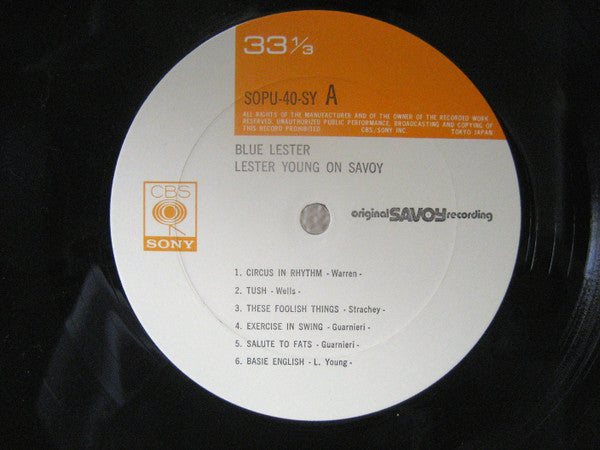 33 1/3
SOPU-40-SY A
ALL RIGHTS OF THE MANUFACTURER AND OF THE OWNER OF THE RECORDED WORK
RESERVED. UNAUTHORIZED PUBLIC PERFORMANCE, BROADCASTING AND COPYING OF
THIS RECORD PROHIBITED CBS/SONY INC. TOKYO JAPAN
BLUE LESTER
LESTER YOUNG ON SAVOY
CBS
SONY
original SAVOY recording
1. CIRCUS IN RHYTHM - Warren -
2. TUSH - Wells -
3. THESE FOOLISH THINGS - Strachey -
4. EXERCISE IN SWING - Guarnieri -
5. SALUTE TO FATS - Guarnieri -
6. BASIE ENGLISH - L. Young -